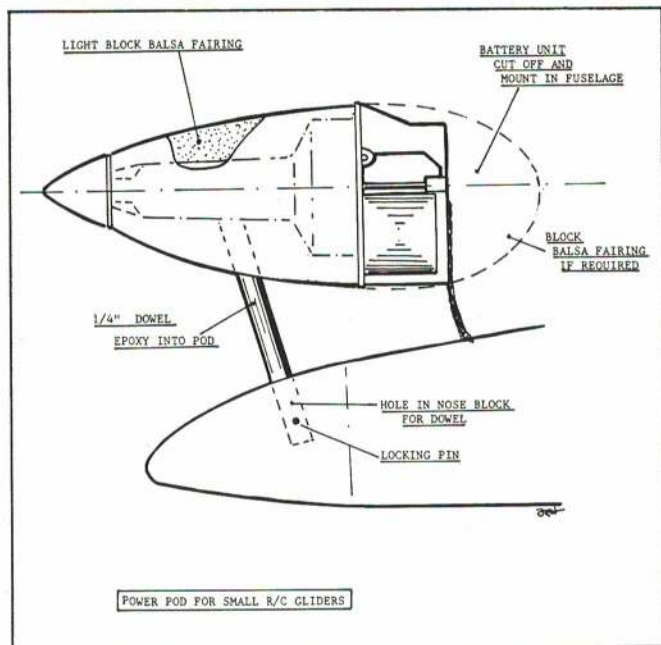 LIGHT BLOCK BALSA FAIRING
BATTERY UNIT
CUT OFF AND
MOUNT IN FUSELAGE
BLOCK
BALSA FAIRING
IF REQUIRED
1/4" DOWEL
EPOXY INTO POD
HOLE IN NOSE BLOCK
FOR DOWEL
LOCKING PIN
POWER POD FOR SMALL R/C GLIDERS